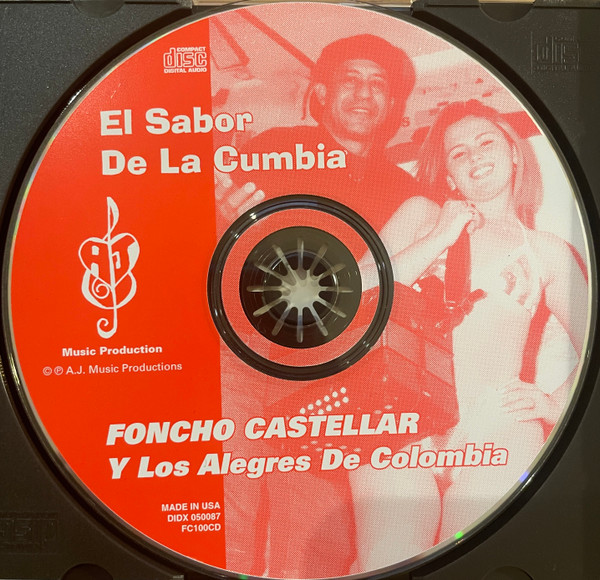 COMPACT
disc
DIGITAL AUDIO
El Sabor
De La Cumbia
AJ
Music Production
© ℗ A.J. Music Productions
FONCHO CASTELLAR
Y Los Alegres De Colombia
MADE IN USA
DIDX 050087
FC100CD